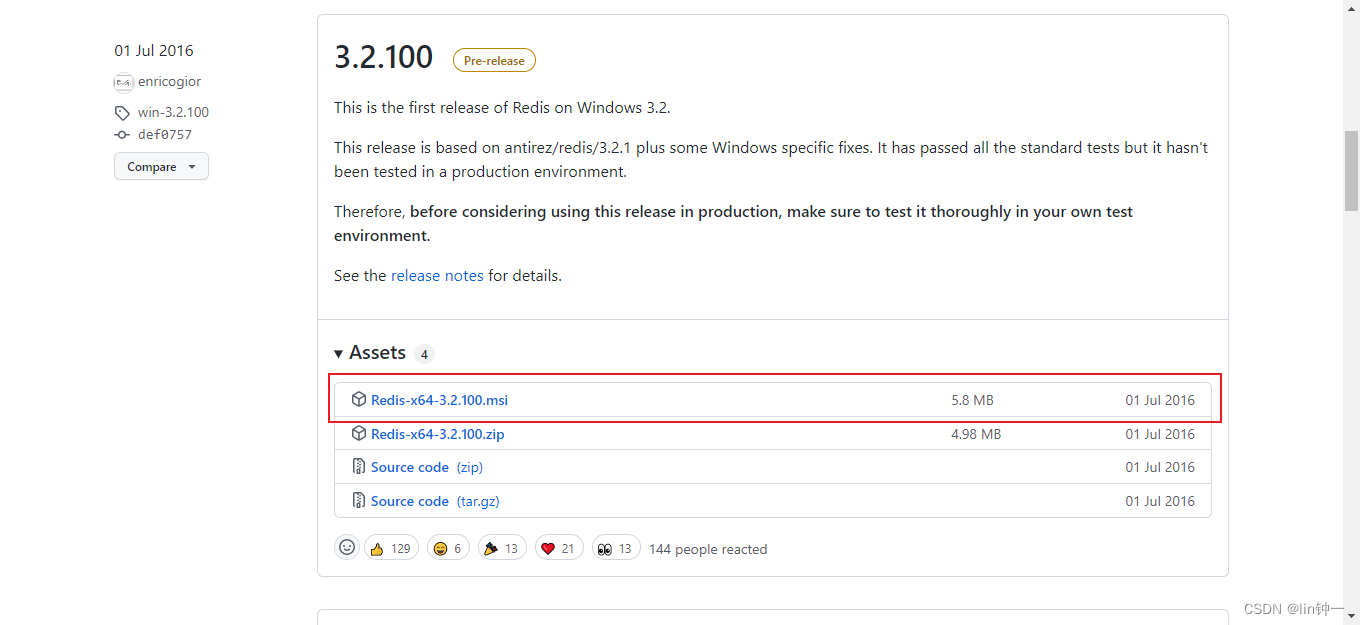 01 Jul 2016
enricogior
win-3.2.100
def0757
Compare
3.2.100 Pre-release
This is the first release of Redis on Windows 3.2.
This release is based on antirez/redis/3.2.1 plus some Windows specific fixes. It has passed all the standard tests but it hasn't
been tested in a production environment.
Therefore, before considering using this release in production, make sure to test it thoroughly in your own test
environment.
See the release notes for details.
Assets 4
Redis-x64-3.2.100.msi 5.8 MB 01 Jul 2016
Redis-x64-3.2.100.zip 4.98 MB 01 Jul 2016
Source code (zip) 01 Jul 2016
Source code (tar.gz) 01 Jul 2016
129 6 13 21 13 144 people reacted
CSDN @lin钟一